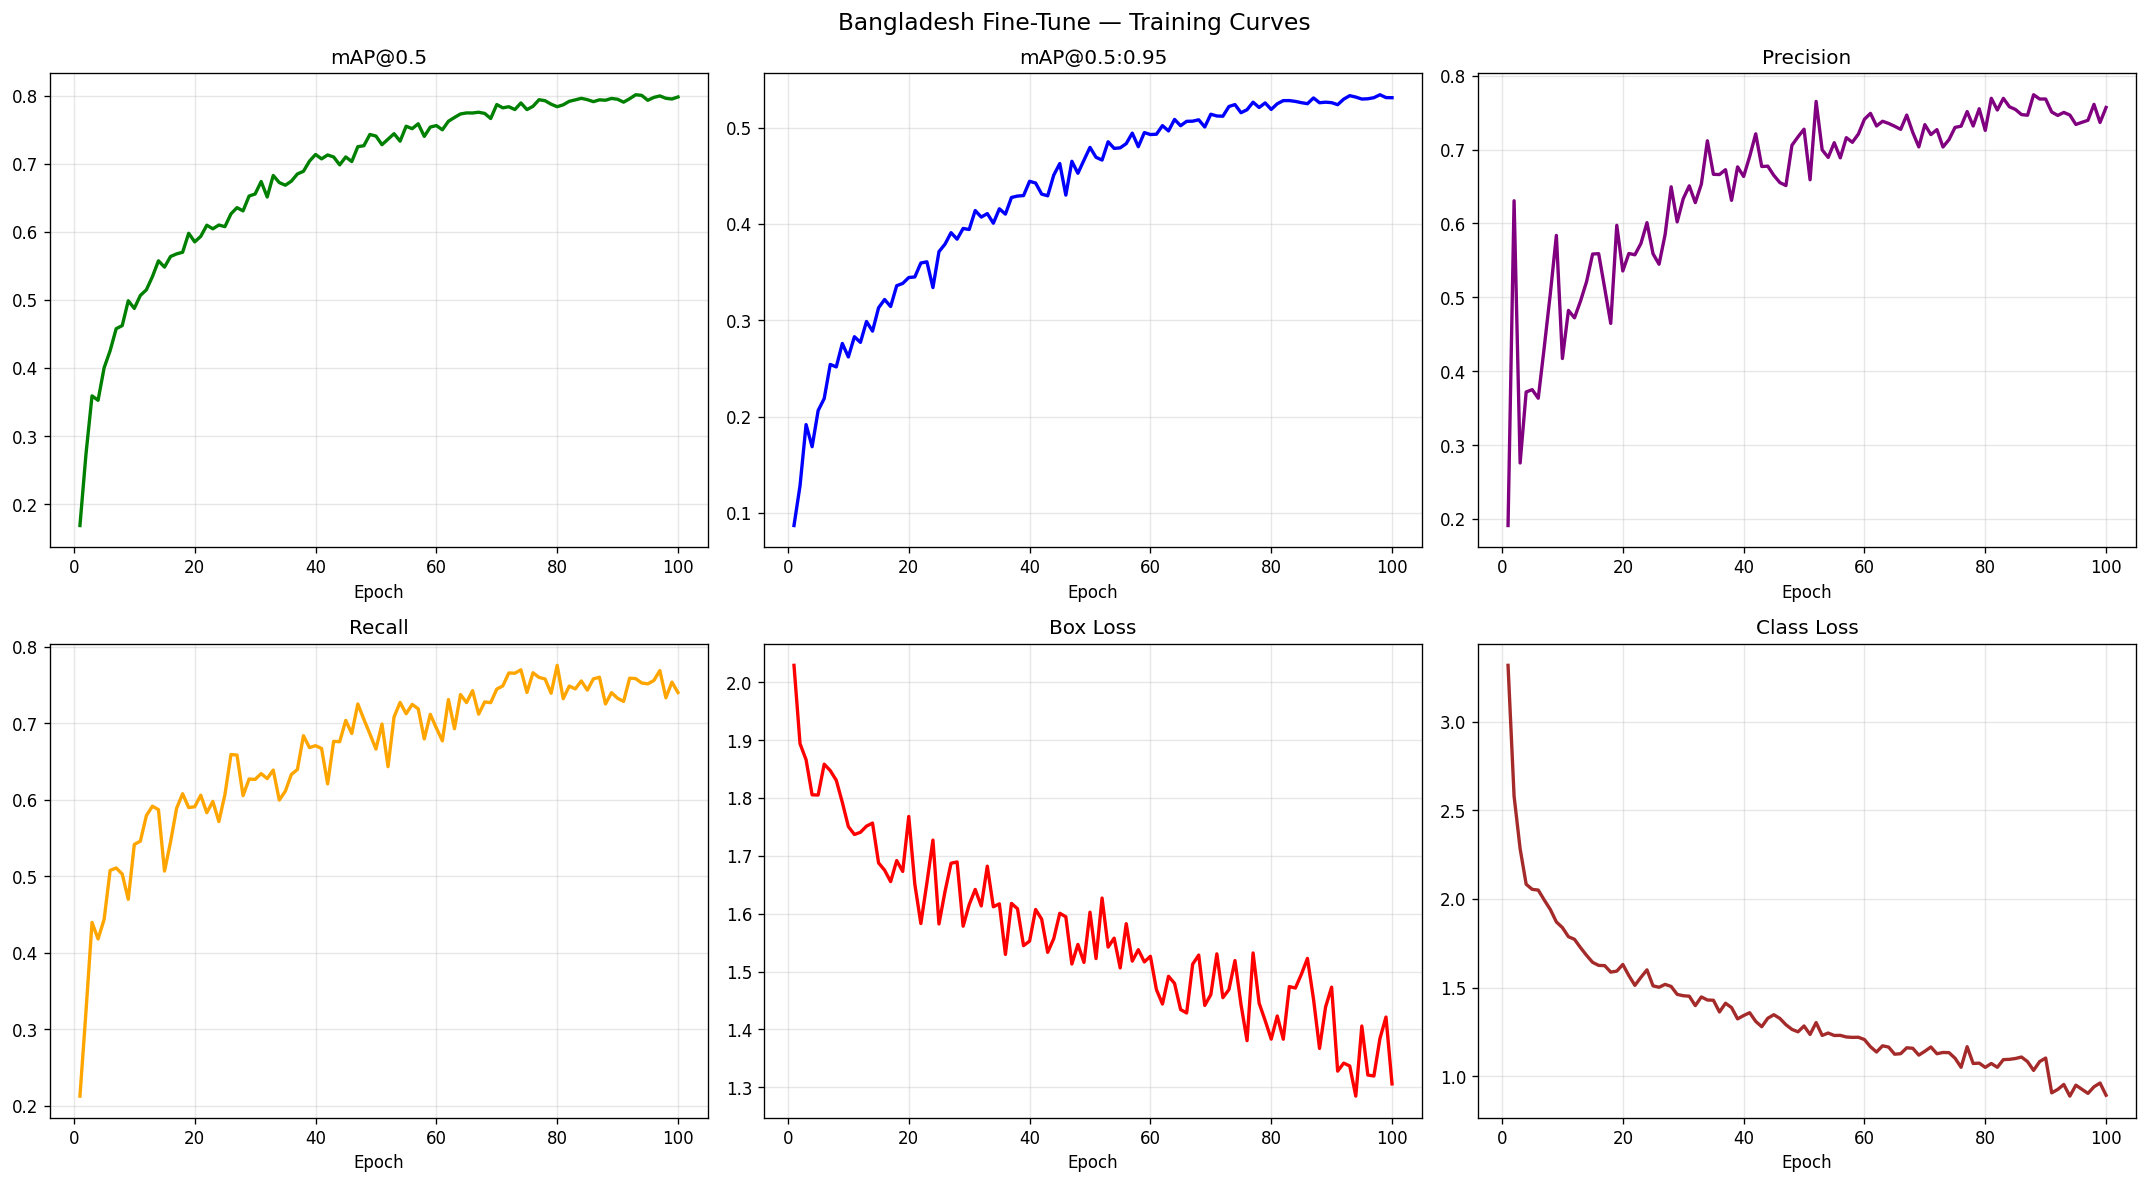 Bangladesh Fine-Tune — Training Curves
mAP@0.5
0.8
0.7
0.6
0.5
0.4
0.3
0.2
0 20 40 60 80 100
Epoch
mAP@0.5:0.95
0.5
0.4
0.3
0.2
0.1
0 20 40 60 80 100
Epoch
Precision
0.8
0.7
0.6
0.5
0.4
0.3
0.2
0 20 40 60 80 100
Epoch
Recall
0.8
0.7
0.6
0.5
0.4
0.3
0.2
0 20 40 60 80 100
Epoch
Box Loss
2.0
1.9
1.8
1.7
1.6
1.5
1.4
1.3
0 20 40 60 80 100
Epoch
Class Loss
3.0
2.5
2.0
1.5
1.0
0 20 40 60 80 100
Epoch